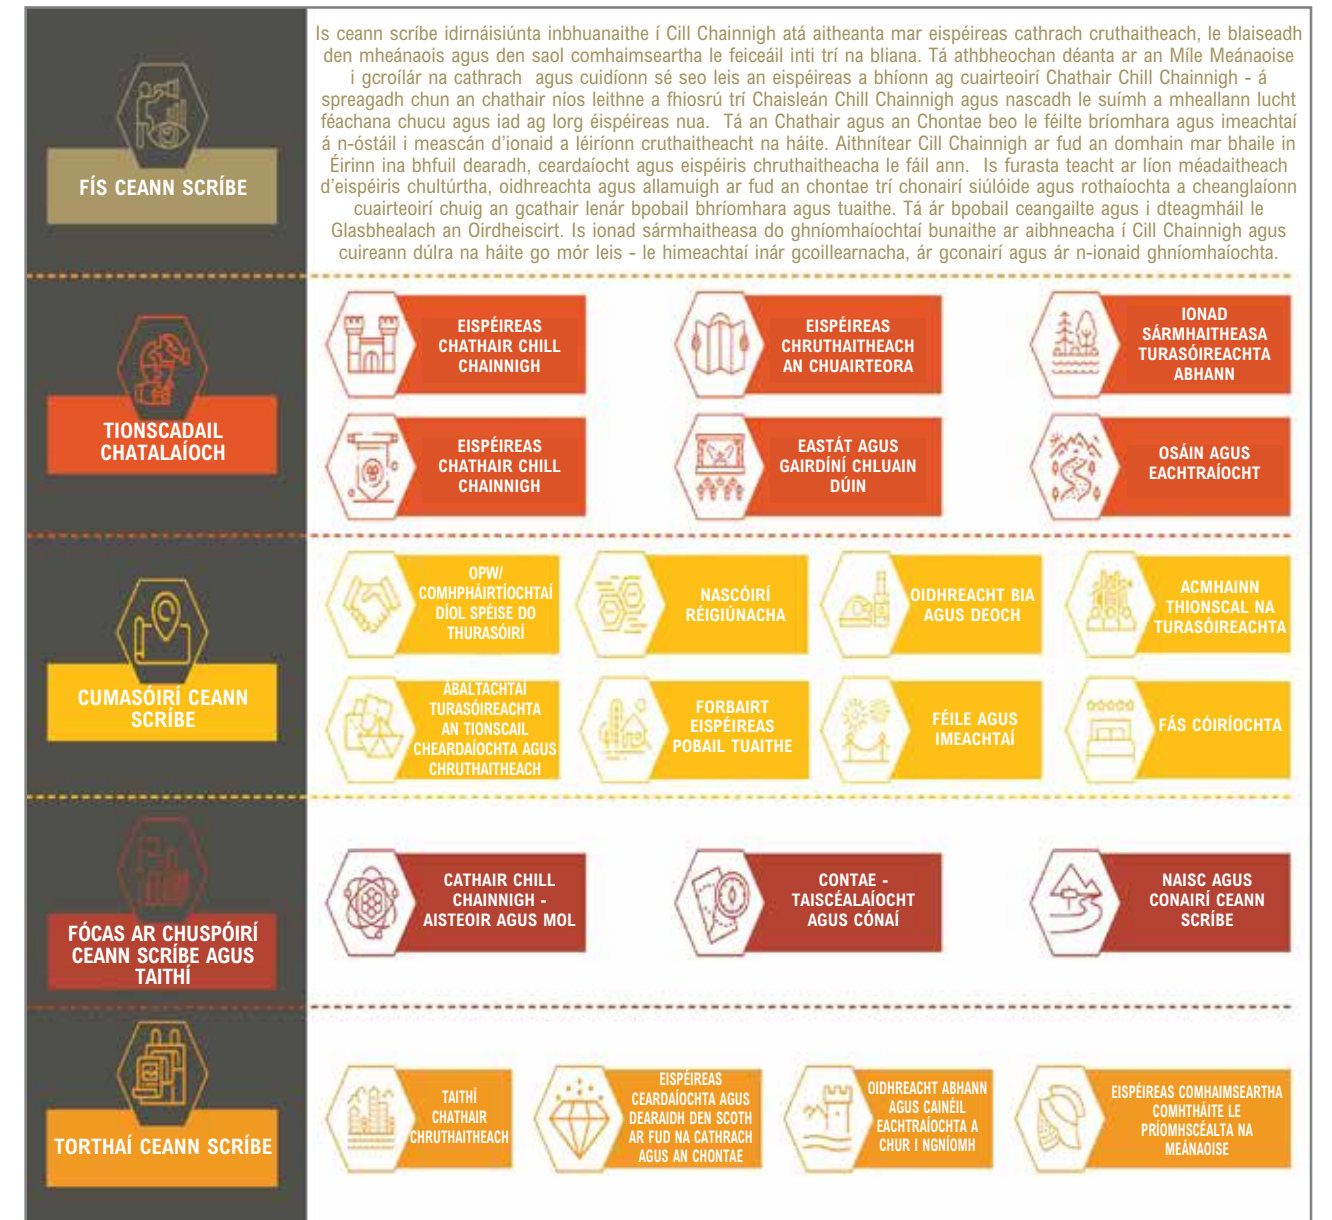 Is ceann scríbe idirnáisiúnta inbhuanaithe í Cill Chainnigh atá aitheanta mar eispéireas cathrach cruthaitheach, le blaiseadh
den mheánaois agus den saol comhaimseartha le feiceáil inti trí na bliana. Tá athbheochan déanta ar an Míle Meánaoise
i gcroílár na cathrach agus cuidíonn sé seo leis an eispéireas a bhíonn ag cuairteoirí Chathair Chill Chainnigh - á
spreagadh chun an chathair níos leithne a fhiosrú trí Chaisleán Chill Chainnigh agus nascadh le suímh a mheallann lucht
féachana chucu agus iad ag lorg éispéireas nua. Tá an Chathair agus an Chontae beo le féilte bríomhara agus imeachtaí
á n-óstáil i meascán d'ionaid a léiríonn cruthaitheacht na háite. Aithnítear Cill Chainnigh ar fud an domhain mar bhaile in
Éirinn ina bhfuil dearadh, ceardaíocht agus eispéiris chruthaitheacha le fáil ann. Is furasta teacht ar líon méadaitheach
d'eispéiris chultúrtha, oidhreachta agus allamuigh ar fud an chontae trí chonairí siúlóide agus rothaíochta a cheanglaíonn
cuairteoirí chuig an gcathair lenár bpobail bhríomhara agus tuaithe. Tá ár bpobail ceangailte agus i dteagmháil le
Glasbhealach an Oirdheiscirt. Is ionad sármhaitheasa do ghníomhaíochtaí bunaithe ar aibhneacha í Cill Chainnigh agus
cuireann dúlra na háite go mór leis - le himeachtaí inár gcoillearnacha, ár gconairí agus ár n-ionaid ghníomhaíochta.
FÍS CEANN SCRÍBE
TIONSCADAIL
CHATALAÍOCH
EISPÉIREAS
CHATHAIR CHILL
CHAINNIGH
EISPÉIREAS
CHRUTHAITHEACH
AN CHUAIRTEORA
IONAD
SÁRMHAITHEASA
TURASÓIREACHTA
ABHANN
EISPÉIREAS
CHATHAIR CHILL
CHAINNIGH
EASTÁT AGUS
GAIRDÍNÍ CHLUAIN
DÚIN
OSÁIN AGUS
EACHTRAÍOCHT
CUMASÓIRÍ CEANN
SCRÍBE
OPW/
COMHPHÁIRTÍOCHTAÍ
DÍOL SPÉISE DO
THURASÓIRÍ
NASCÓIRÍ
RÉIGIÚNACHA
OIDHREACHT BIA
AGUS DEOCH
ACMHAINN
THIONSCAL NA
TURASÓIREACHTA
ÁBALTACHTAÍ
TURASÓIREACHTA
AN TIONSCAIL
CHEARDAÍOCHTA AGUS
CHRUTHAITHEACH
FORBAIRT
EISPÉIREAS
POBAIL TUAITHE
FÉILE AGUS
IMEACHTAÍ
FÁS CÓIRÍOCHTA
FÓCAS AR CHUSPÓIRÍ
CEANN SCRÍBE AGUS
TAITHÍ
CATHAIR CHILL
CHAINNIGH -
AISTEOIR AGUS MOL
CONTAE -
TAISCÉALAÍOCHT
AGUS CÓNAÍ
NAISC AGUS
CONAIRÍ CEANN
SCRÍBE
TORTHAÍ CEANN SCRÍBE
TAITHÍ
CHATHAIR
CHRUTHAITHEACH
EISPÉIREAS
CEARDAÍOCHTA AGUS
DEARAIDH DEN SCOTH
AR FUD NA CATHRACH
AGUS AN CHONTAE
OIDHREACHT ABHANN
AGUS CAINÉIL
EACHTRAÍOCHTA A
CHUR I NGNÍOMH
EISPÉIREAS COMHAIMSEARTHA
COMHTHÁITE LE
PRÍOMHSCÉALTA NA
MEÁNAOISE